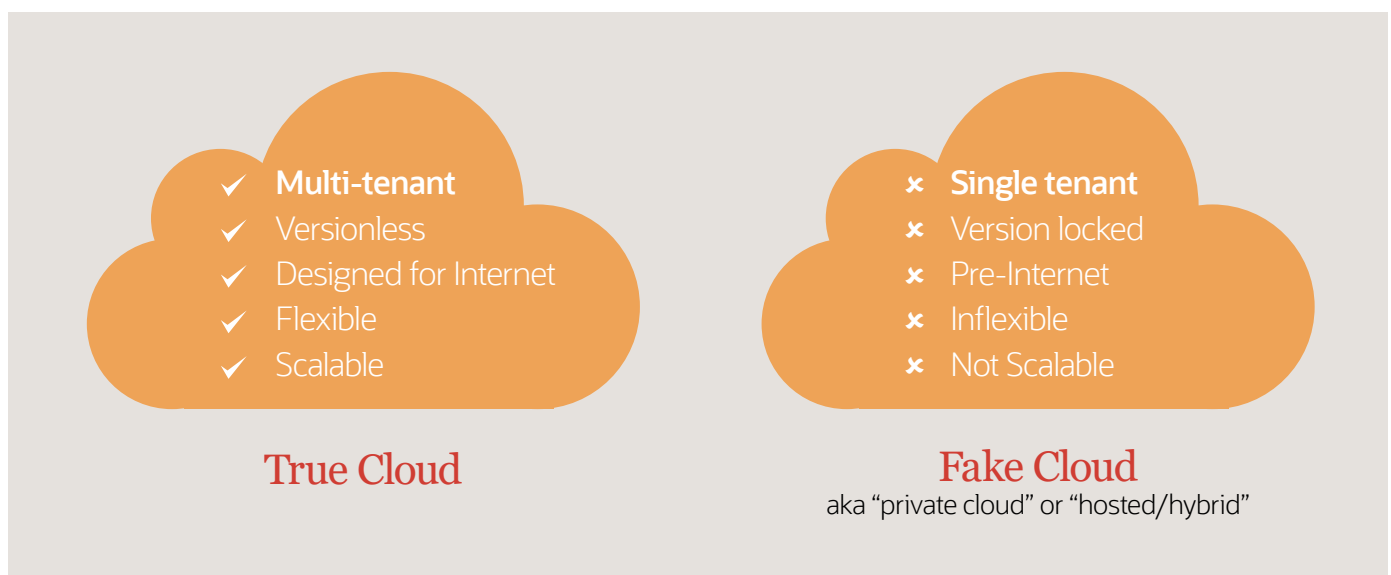 Multi-tenant
Versionless
Designed for Internet
Flexible
Scalable
True Cloud
Single tenant
Version locked
Pre-Internet
Inflexible
Not Scalable
Fake Cloud
aka “private cloud” or “hosted/hybrid”